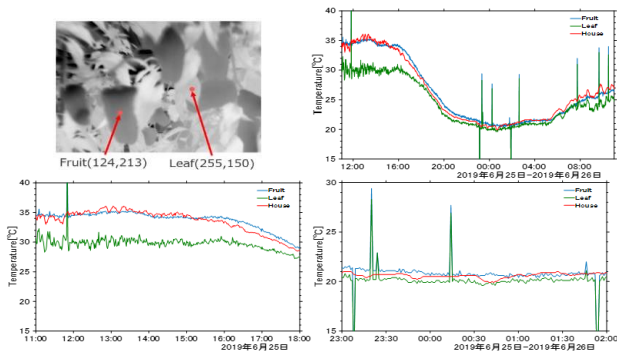 Fruit(124,213)
Leaf(255,150)
Temperature[℃]
40
35
30
25
20
15
Fruit
Leaf
House
12:00 16:00 20:00 00:00 04:00 08:00
2019年6月25日−2019年6月26日
Temperature[℃]
40
35
30
25
20
15
Fruit
Leaf
House
11:00 12:00 13:00 14:00 15:00 16:00 17:00 18:00
2019年6月25日
Temperature[℃]
30
25
20
15
Fruit
Leaf
House
23:00 23:30 00:00 00:30 01:00 01:30 02:00
2019年6月25日−2019年6月26日